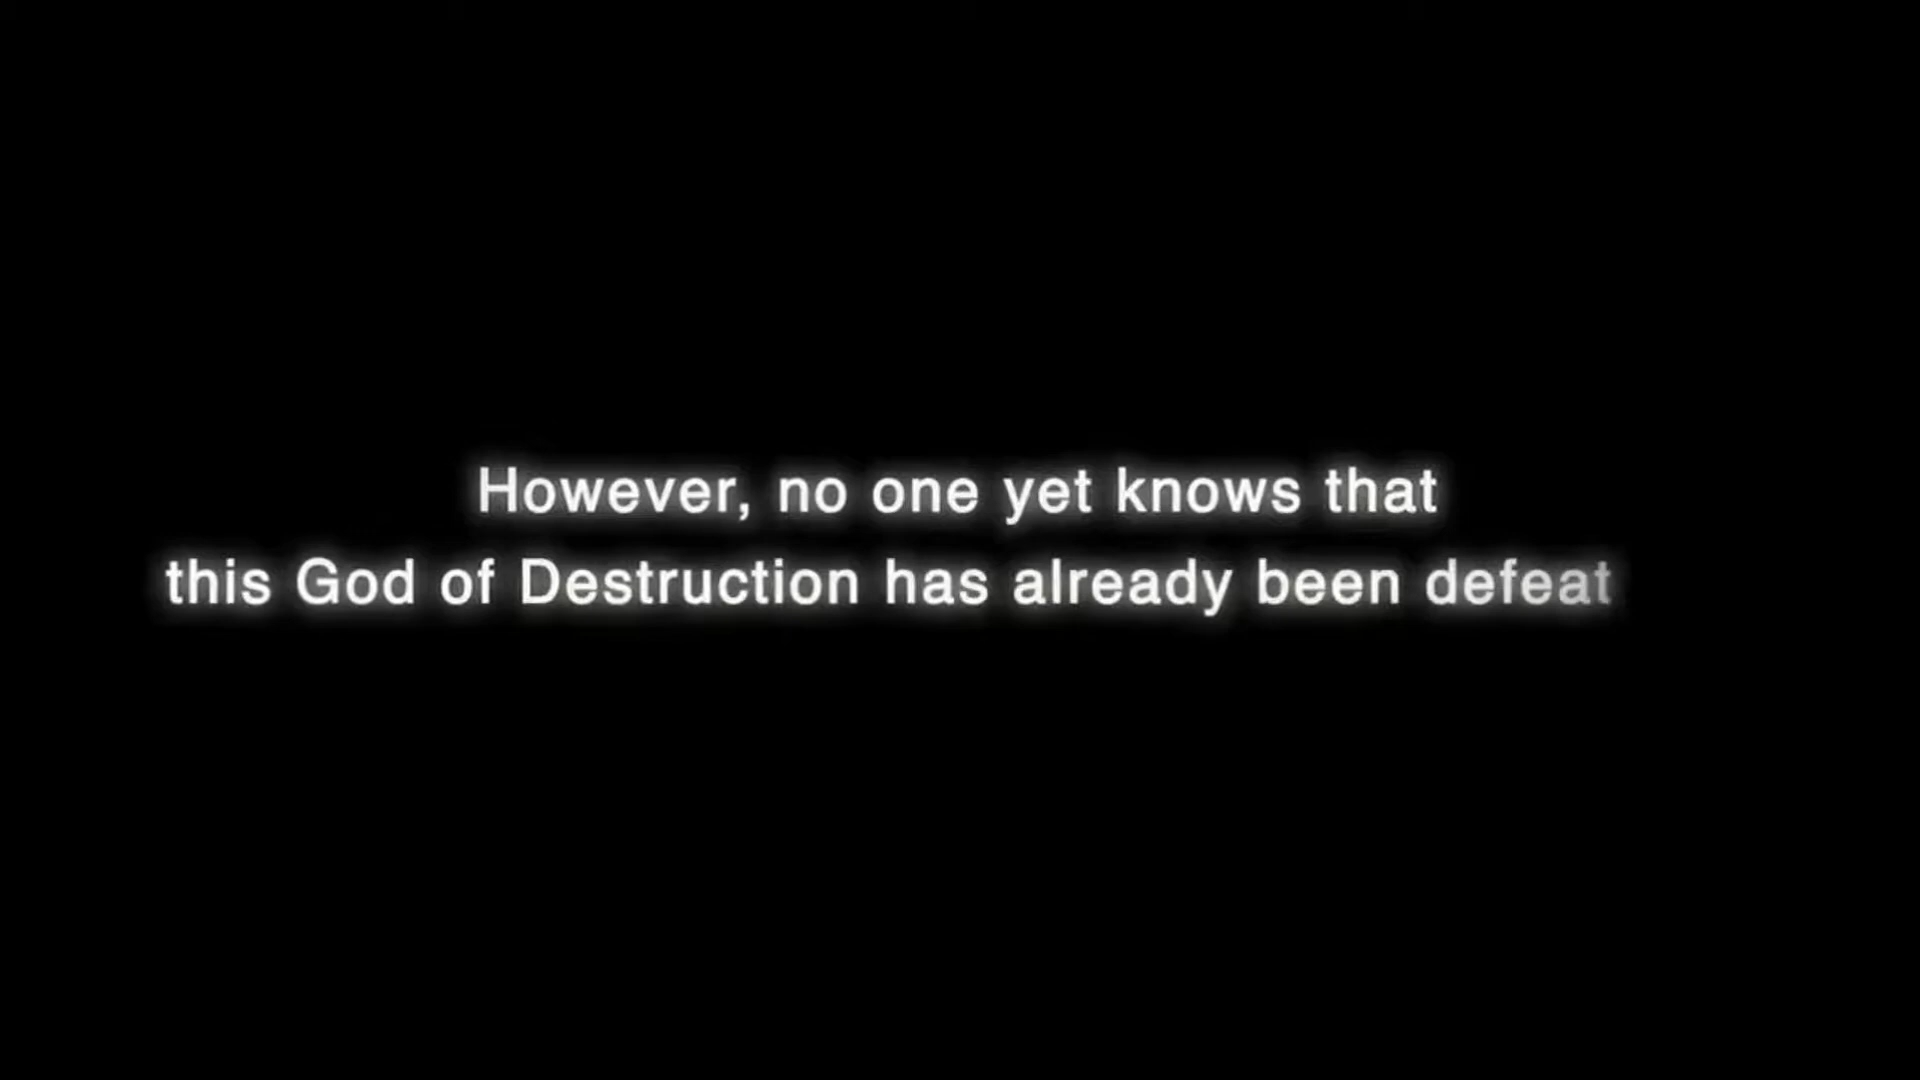 However, no one yet knows that
this God of Destruction has already been defeat